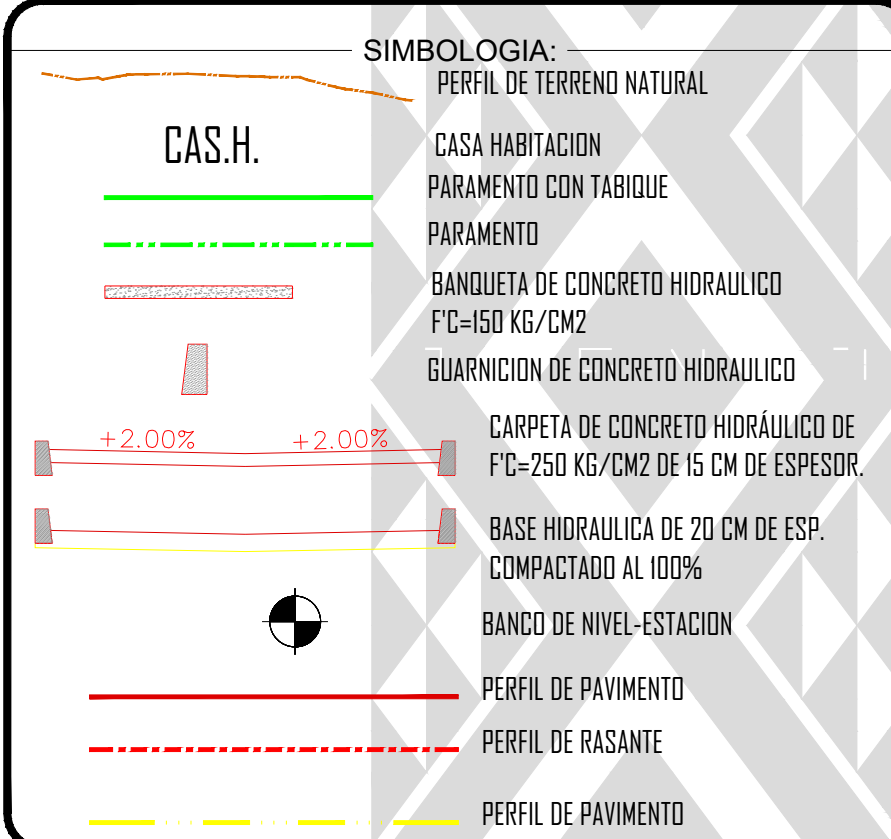 SIMBOLOGIA:
PERFIL DE TERRENO NATURAL
CAS.H.
CASA HABITACION
PARAMENTO CON TABIQUE
PARAMENTO
BANQUETA DE CONCRETO HIDRAULICO
F'C=150 KG/CM2
GUARNICION DE CONCRETO HIDRAULICO
+2.00% +2.00%
CARPETA DE CONCRETO HIDRÁULICO DE
F'C=250 KG/CM2 DE 15 CM DE ESPESOR.
BASE HIDRAULICA DE 20 CM DE ESP.
COMPACTADO AL 100%
BANCO DE NIVEL-ESTACION
PERFIL DE PAVIMENTO
PERFIL DE RASANTE
PERFIL DE PAVIMENTO